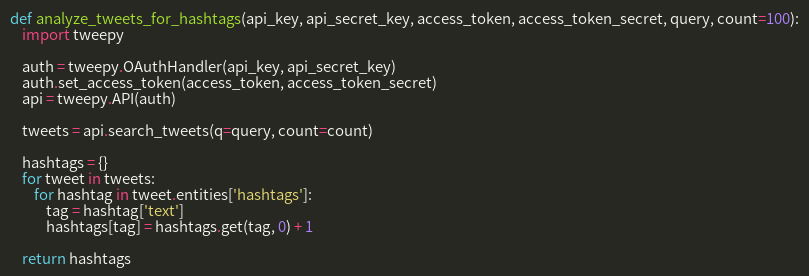 def analyze_tweets_for_hashtags(api_key, api_secret_key, access_token, access_token_secret, query, count=100):
import tweepy
auth = tweepy.OAuthHandler(api_key, api_secret_key)
auth.set_access_token(access_token, access_token_secret)
api = tweepy.API(auth)
tweets = api.search_tweets(q=query, count=count)
hashtags = {}
for tweet in tweets:
for hashtag in tweet.entities['hashtags']:
tag = hashtag['text']
hashtags[tag] = hashtags.get(tag, 0) + 1
return hashtags